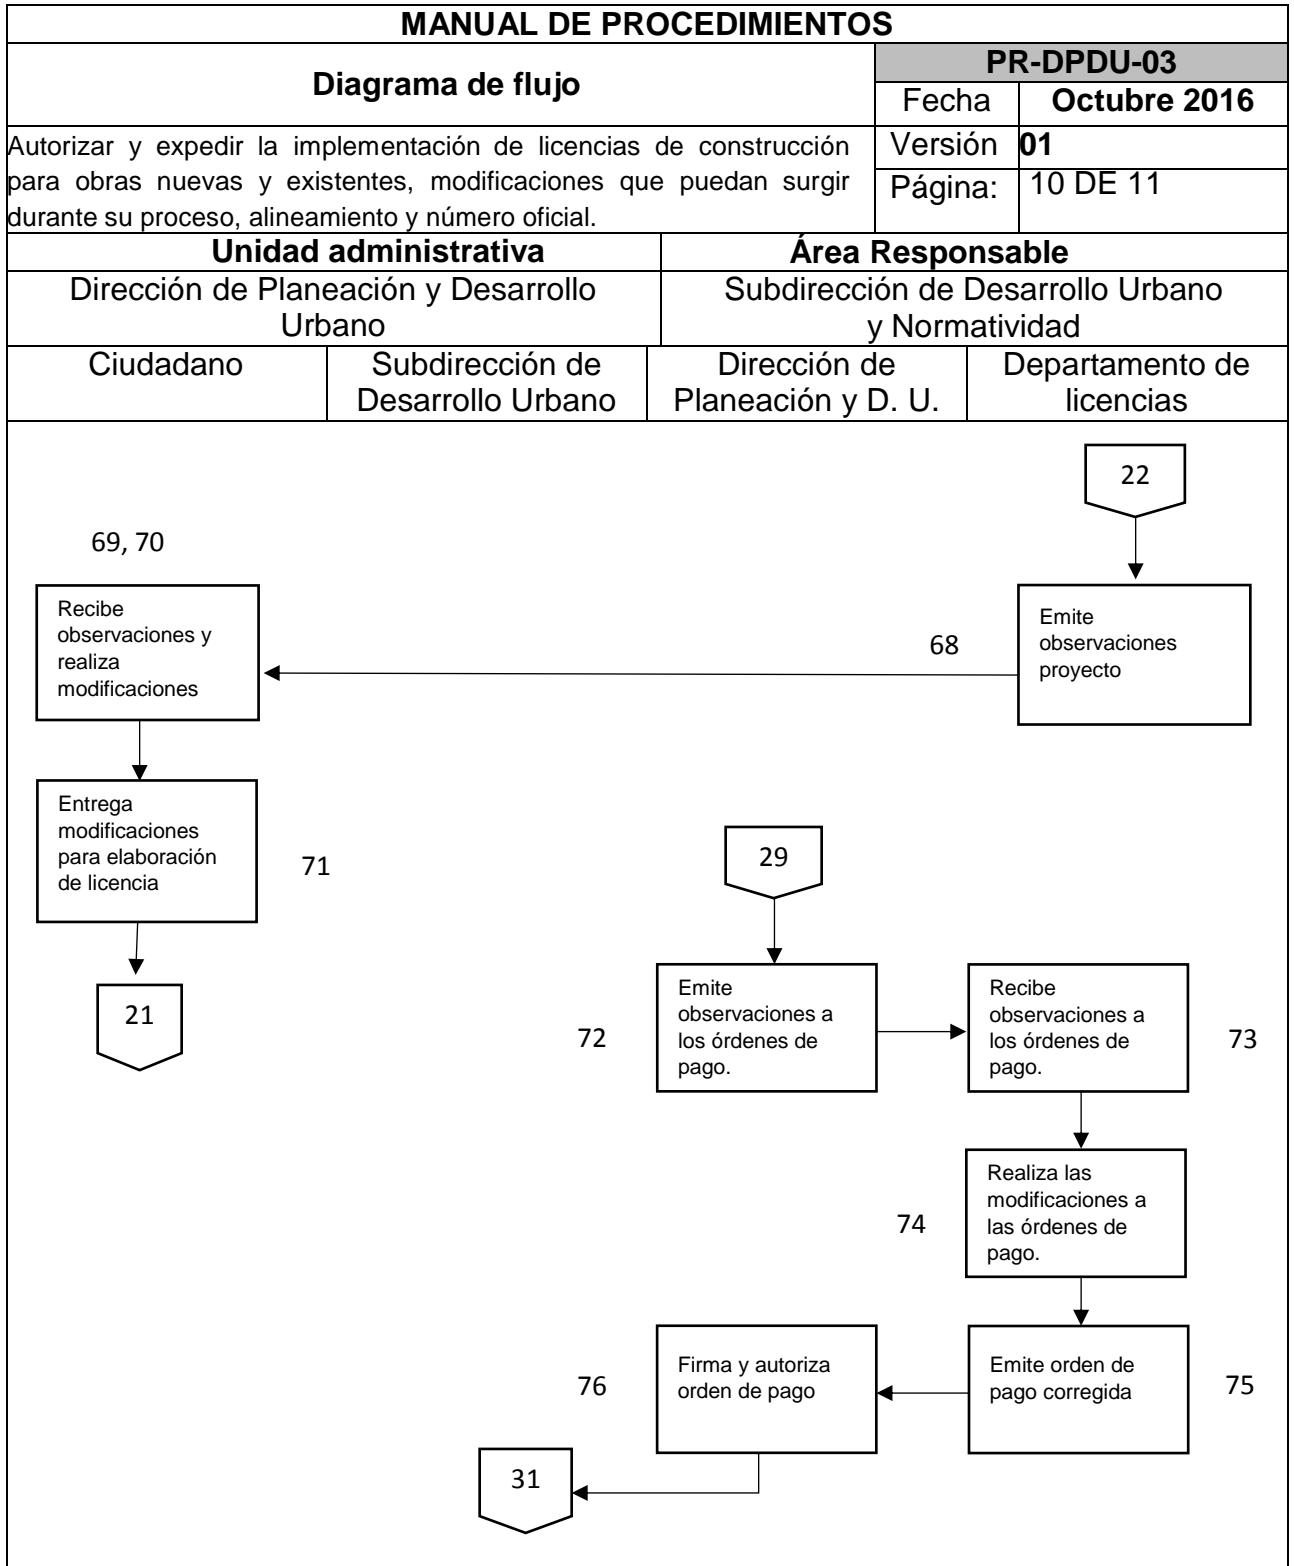 MANUAL DE PROCEDIMIENTOS
Diagrama de flujo
PR-DPDU-03
Fecha
Octubre 2016
Autorizar y expedir la implementación de licencias de construcción
para obras nuevas y existentes, modificaciones que puedan surgir
durante su proceso, alineamiento y número oficial.
Versión
01
Página:
10 DE 11
Unidad administrativa
Área Responsable
Dirección de Planeación y Desarrollo
Urbano
Subdirección de Desarrollo Urbano
y Normatividad
Ciudadano
Subdirección de
Desarrollo Urbano
Dirección de
Planeación y D. U.
Departamento de
licencias
22
69, 70
Recibe
observaciones y
realiza
modificaciones
68
Emite
observaciones
proyecto
Entrega
modificaciones
para elaboración
de licencia
71
29
21
72
Emite
observaciones a
los órdenes de
pago.
Recibe
observaciones a
los órdenes de
pago.
73
74
Realiza las
modificaciones a
las órdenes de
pago.
76
Firma y autoriza
orden de pago
Emite orden de
pago corregida
75
31